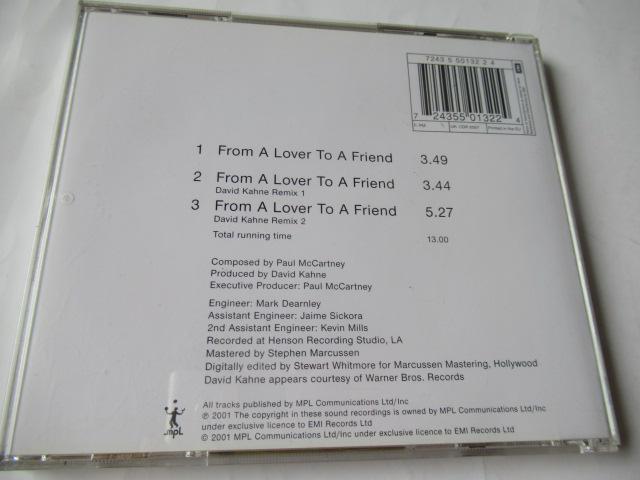 7243 5 50132 2 4
7 24355 01322 4
Printed in the EU
1 From A Lover To A Friend 3.49
2 From A Lover To A Friend 3.44
David Kahne Remix 1
3 From A Lover To A Friend 5.27
David Kahne Remix 2
Total running time 13.00
Composed by Paul McCartney
Produced by David Kahne
Executive Producer: Paul McCartney
Engineer: Mark Dearnley
Assistant Engineer: Jaime Sickora
2nd Assistant Engineer: Kevin Mills
Recorded at Henson Recording Studio, LA
Mastered by Stephen Marcussen
Digitally edited by Stewart Whitmore for Marcussen Mastering, Hollywood
David Kahne appears courtesy of Warner Bros. Records
All tracks published by MPL Communications Ltd/Inc
℗ 2001 The copyright in these sound recordings is owned by MPL Communications Ltd/Inc
under exclusive licence to EMI Records Ltd
© 2001 MPL Communications Ltd/Inc under exclusive licence to EMI Records Ltd
mpL